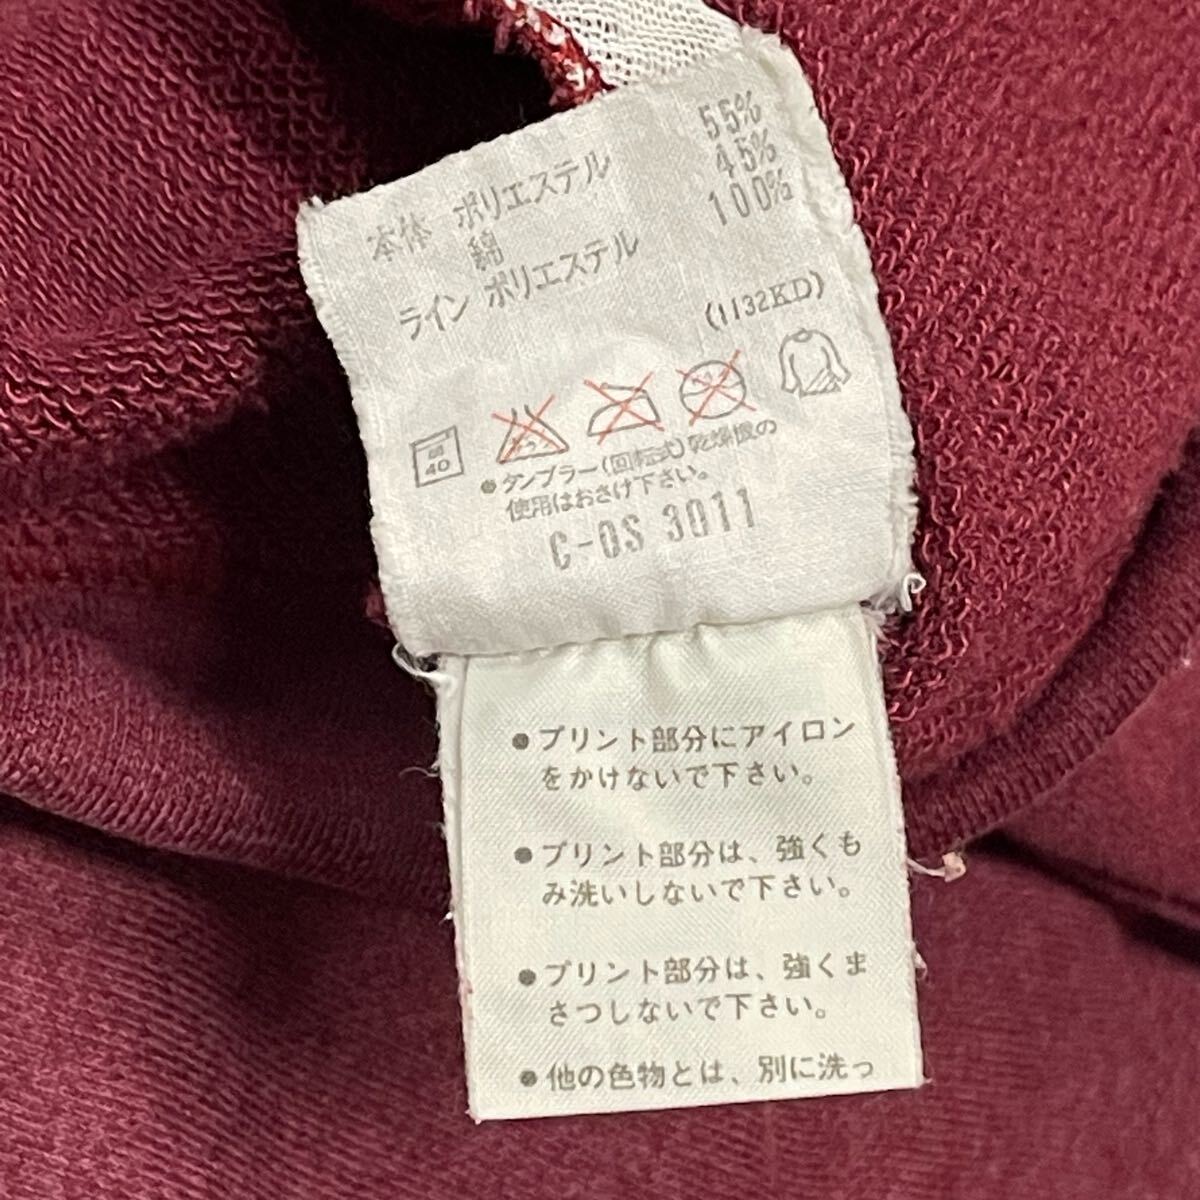 本体 ポリエステル 55%
綿 45%
ライン ポリエステル 100%
(1132KD)
40
●タンブラー(回転式)乾燥機の
使用はおさけ下さい。
C-OS 3011
●プリント部分にアイロン
をかけないで下さい。
●プリント部分は、強くも
み洗いしないで下さい。
●プリント部分は、強くま
さつしないで下さい。
●他の色物とは、別に洗っ